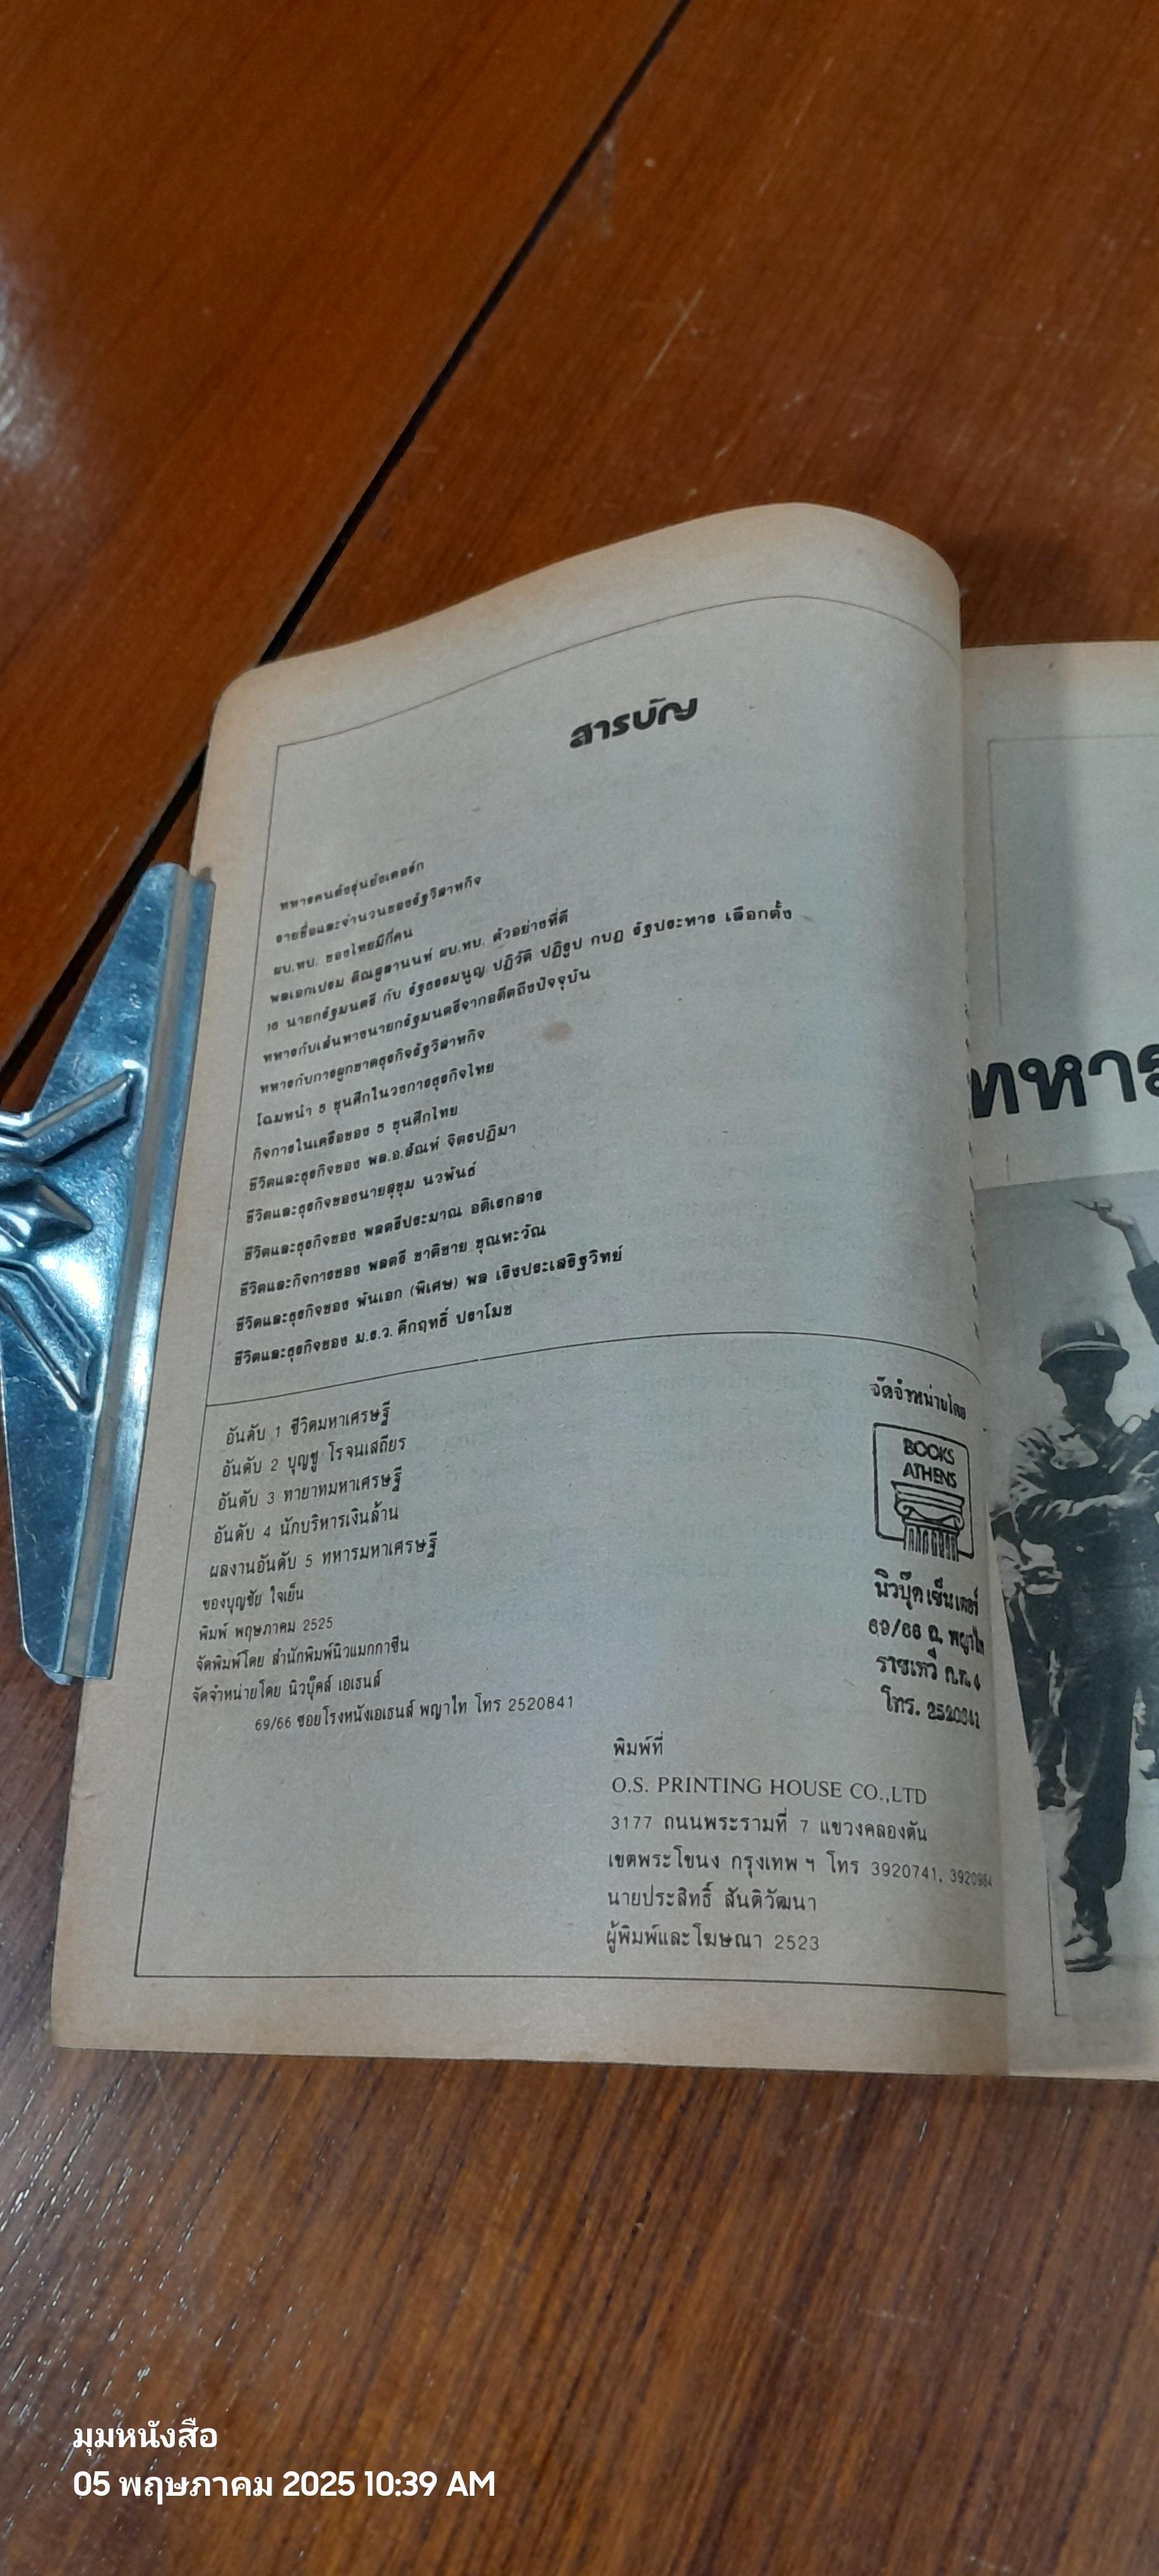 สารบัญ
ทหารคนดังรุ่นยังเตอร์ก
รายชื่อและจำนวนของรัฐวิสาหกิจ
ผบ.ทบ. ของไทยมีกี่คน
พลเอกเปรม ติณสูลานนท์ ผบ.ทบ. ตัวอย่างที่ดี
16 นายกรัฐมนตรี กับ รัฐธรรมนูญ ปฏิวัติ ปฏิรูป กบฏ รัฐประหาร เลือกตั้ง
ทหารกับเส้นทางนายกรัฐมนตรีจากอดีตถึงปัจจุบัน
ทหารกับการผูกขาดธุรกิจรัฐวิสาหกิจ
โฉมหน้า 5 ขุนศึกในวงการธุรกิจไทย
กิจการในเครือของ 5 ขุนศึกไทย
ชีวิตและธุรกิจของ พล.อ.สัณห์ จิตรปฏิมา
ชีวิตและธุรกิจของนายสุขุม นวพันธ์
ชีวิตและธุรกิจของ พลตรีประมาณ อดิเรกสาร
ชีวิตและกิจการของ พลตรี ชาติชาย ชุณหะวัณ
ชีวิตและธุรกิจของ พันเอก (พิเศษ) พล เริงประเสริฐวิทย์
ชีวิตและธุรกิจของ ม.ร.ว. คึกฤทธิ์ ปราโมช
อันดับ 1 ชีวิตมหาเศรษฐี
อันดับ 2 บุญชู โรจนเสถียร
อันดับ 3 ทายาทมหาเศรษฐี
อันดับ 4 นักบริหารเงินล้าน
ผลงานอันดับ 5 ทหารมหาเศรษฐี
ของบุญชัย ใจเย็น
พิมพ์ พฤษภาคม 2525
จัดพิมพ์โดย สำนักพิมพ์นิวแมกกาซีน
จัดจำหน่ายโดย นิวบุ๊คส์ เอเธนส์
69/66 ซอยโรงหนังเอเธนส์ พญาไท โทร 2520841
จัดจำหน่ายโดย
BOOKS
ATHENS
นิวบุ๊คเซ็นเตอร์
69/66 ถ. พญาไท
ราชเทวี ก.ท. 4
โทร. 2520841
พิมพ์ที่
O.S. PRINTING HOUSE CO.,LTD
3177 ถนนพระรามที่ 7 แขวงคลองตัน
เขตพระโขนง กรุงเทพ ฯ โทร 3920741, 3920984
นายประสิทธิ์ สันติวัฒนา
ผู้พิมพ์และโฆษณา 2523
ทหาร
มุมหนังสือ
05 พฤษภาคม 2025 10:39 AM